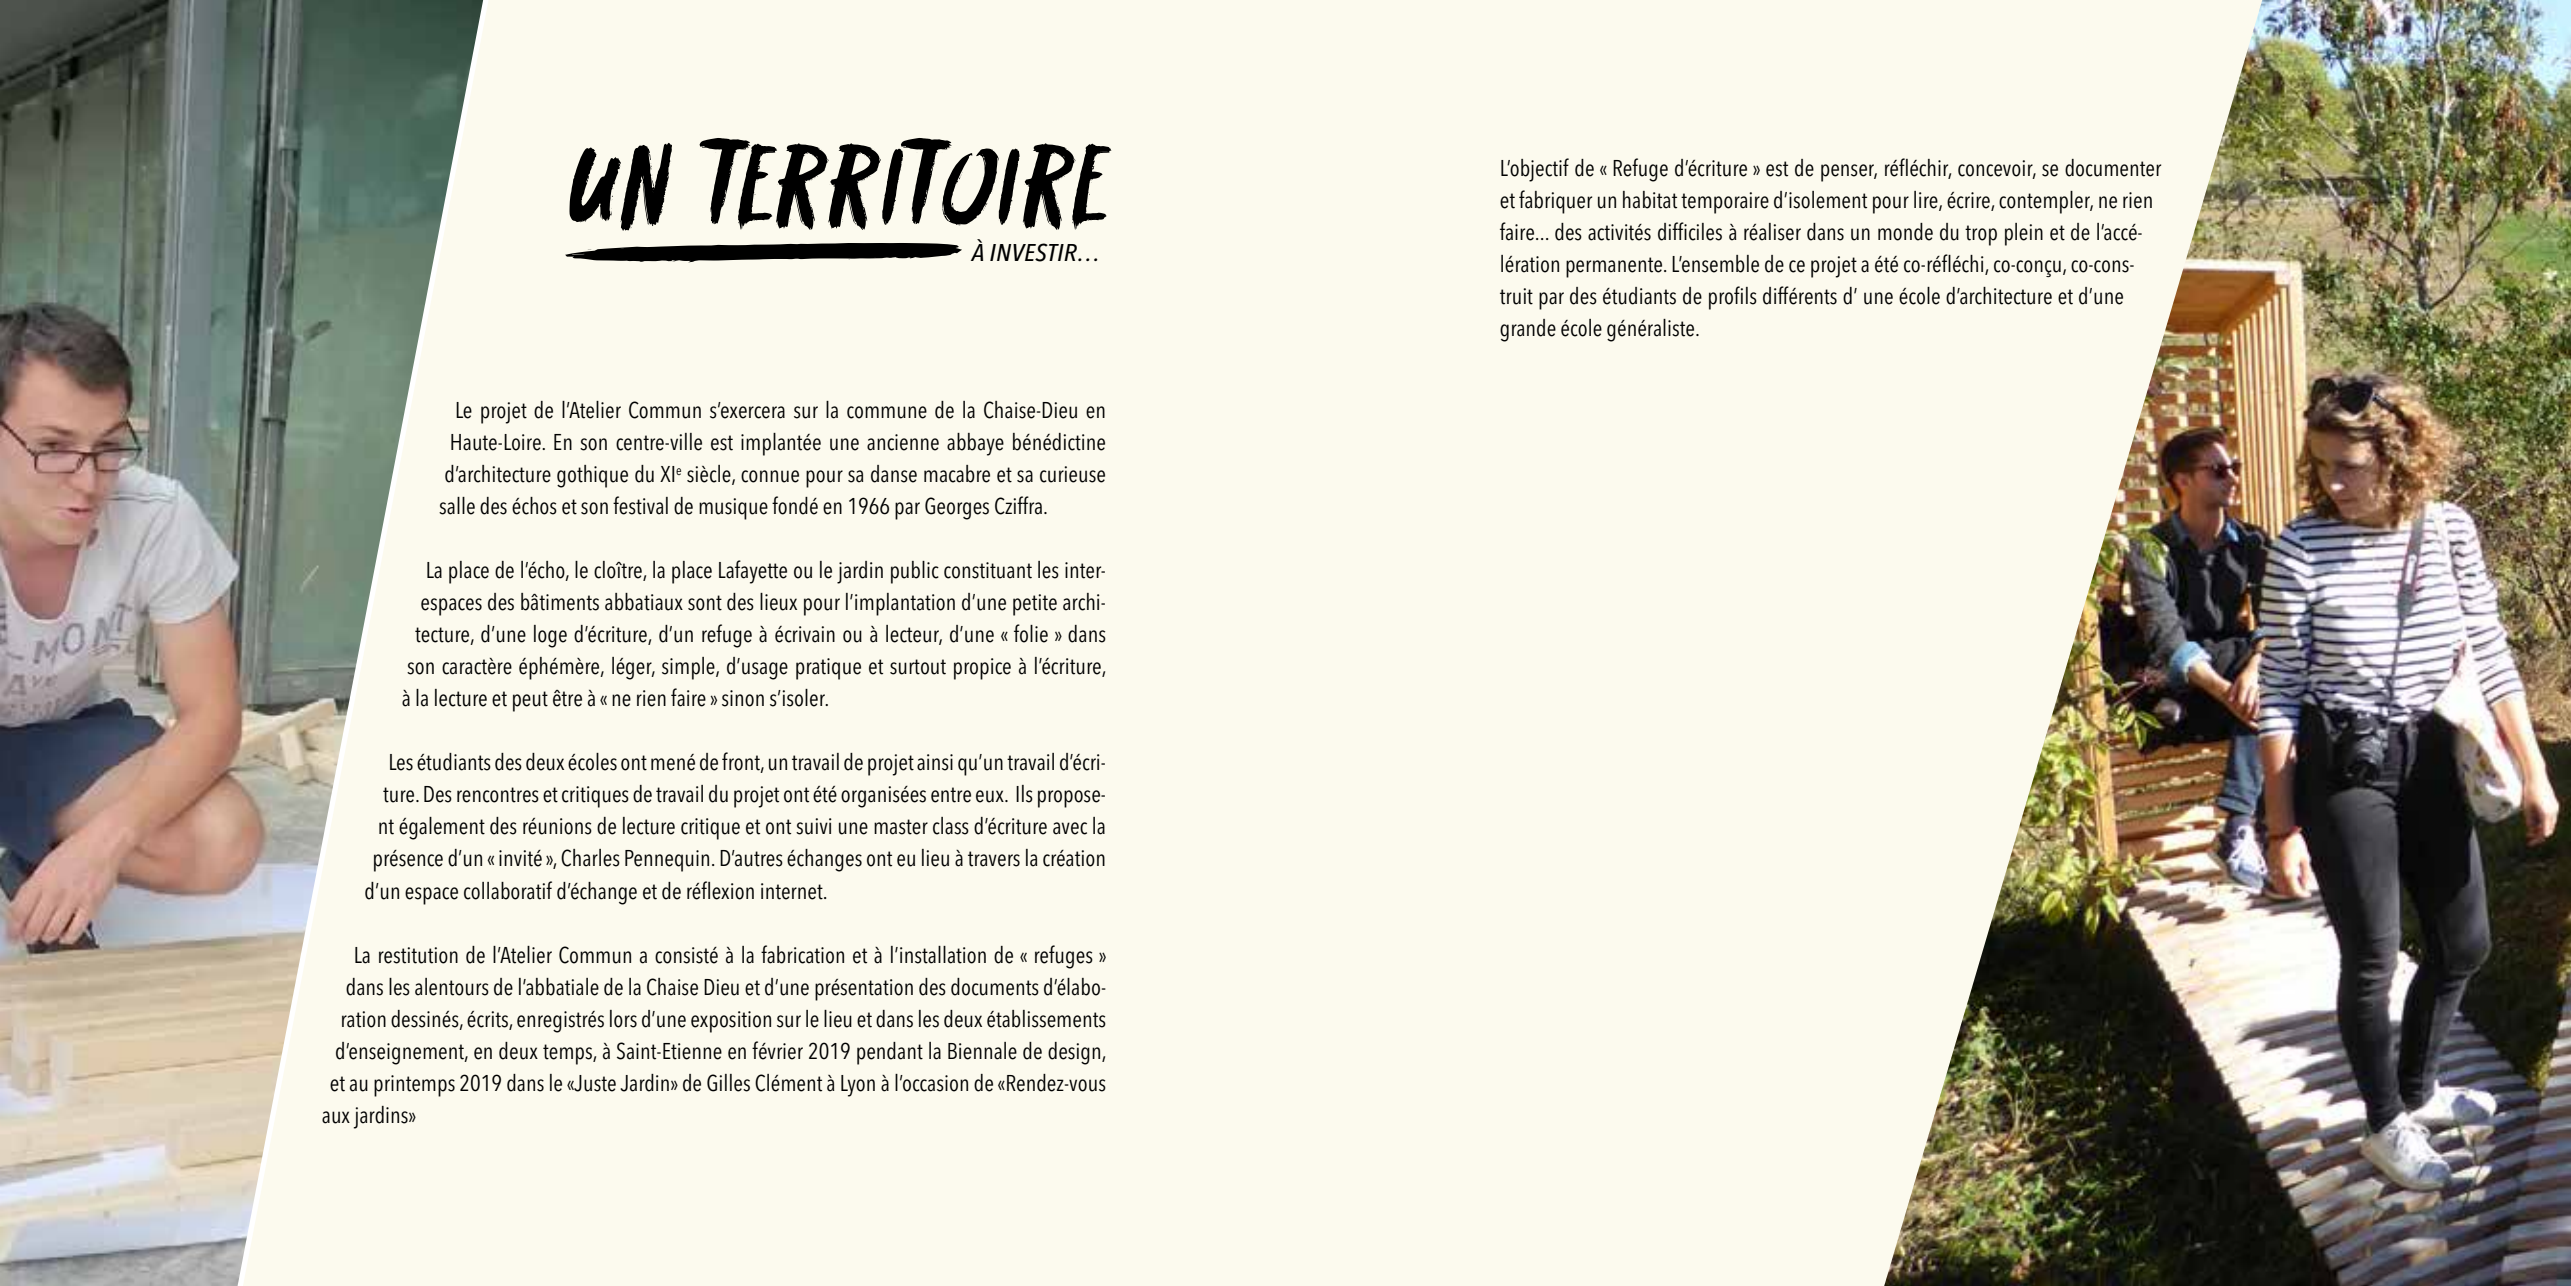 UN TERRITOIRE
À INVESTIR…
Le projet de l’Atelier Commun s’exercera sur la commune de la Chaise-Dieu en
Haute-Loire. En son centre-ville est implantée une ancienne abbaye bénédictine
d’architecture gothique du XIe siècle, connue pour sa danse macabre et sa curieuse
salle des échos et son festival de musique fondé en 1966 par Georges Cziffra.
La place de l’écho, le cloître, la place Lafayette ou le jardin public constituant les inter-
espaces des bâtiments abbatiaux sont des lieux pour l’implantation d’une petite archi-
tecture, d’une loge d’écriture, d’un refuge à écrivain ou à lecteur, d’une « folie » dans
son caractère éphémère, léger, simple, d’usage pratique et surtout propice à l’écriture,
à la lecture et peut être à « ne rien faire » sinon s’isoler.
Les étudiants des deux écoles ont mené de front, un travail de projet ainsi qu’un travail d’écri-
ture. Des rencontres et critiques de travail du projet ont été organisées entre eux. Ils propose-
nt également des réunions de lecture critique et ont suivi une master class d’écriture avec la
présence d’un « invité », Charles Pennequin. D’autres échanges ont eu lieu à travers la création
d’un espace collaboratif d’échange et de réflexion internet.
La restitution de l’Atelier Commun a consisté à la fabrication et à l’installation de « refuges »
dans les alentours de l’abbatiale de la Chaise Dieu et d’une présentation des documents d’élabo-
ration dessinés, écrits, enregistrés lors d’une exposition sur le lieu et dans les deux établissements
d’enseignement, en deux temps, à Saint-Etienne en février 2019 pendant la Biennale de design,
et au printemps 2019 dans le «Juste Jardin» de Gilles Clément à Lyon à l’occasion de «Rendez-vous
aux jardins»
L’objectif de « Refuge d’écriture » est de penser, réfléchir, concevoir, se documenter
et fabriquer un habitat temporaire d’isolement pour lire, écrire, contempler, ne rien
faire… des activités difficiles à réaliser dans un monde du trop plein et de l’accé-
lération permanente. L’ensemble de ce projet a été co-réfléchi, co-conçu, co-cons-
truit par des étudiants de profils différents d’ une école d’architecture et d’une
grande école généraliste.
MONT